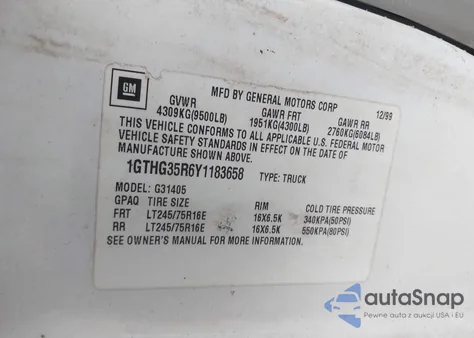 GM
MFD BY GENERAL MOTORS CORP 12/99
GVWR GAWR FRT GAWR RR
4309KG(9500LB) 1951KG(4300LB) 2760KG(6084LB)
THIS VEHICLE CONFORMS TO ALL APPLICABLE U.S. FEDERAL MOTOR
VEHICLE SAFETY STANDARDS IN EFFECT ON THE DATE OF
MANUFACTURE SHOWN ABOVE.
1GTHG35R6Y1183658 TYPE: TRUCK
MODEL: G31405
GPAQ TIRE SIZE RIM COLD TIRE PRESSURE
FRT LT245/75R16E 16X6.5K 340KPA(50PSI)
RR LT245/75R16E 16X6.5K 550KPA(80PSI)
SEE OWNER'S MANUAL FOR MORE INFORMATION.
autoSnap
Pewne auta z aukcji USA i EU